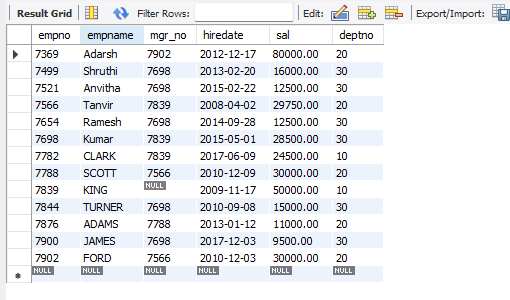 Result Grid Filter Rows: Edit: Export/Import:
empno empname mgr_no hiredate sal deptno
7369 Adarsh 7902 2012-12-17 80000.00 20
7499 Shruthi 7698 2013-02-20 16000.00 30
7521 Anvitha 7698 2015-02-22 12500.00 30
7566 Tanvir 7839 2008-04-02 29750.00 20
7654 Ramesh 7698 2014-09-28 12500.00 30
7698 Kumar 7839 2015-05-01 28500.00 30
7782 CLARK 7839 2017-06-09 24500.00 10
7788 SCOTT 7566 2010-12-09 30000.00 20
7839 KING NULL 2009-11-17 50000.00 10
7844 TURNER 7698 2010-09-08 15000.00 30
7876 ADAMS 7788 2013-01-12 11000.00 20
7900 JAMES 7698 2017-12-03 9500.00 30
7902 FORD 7566 2010-12-03 30000.00 20
NULL NULL NULL NULL NULL NULL